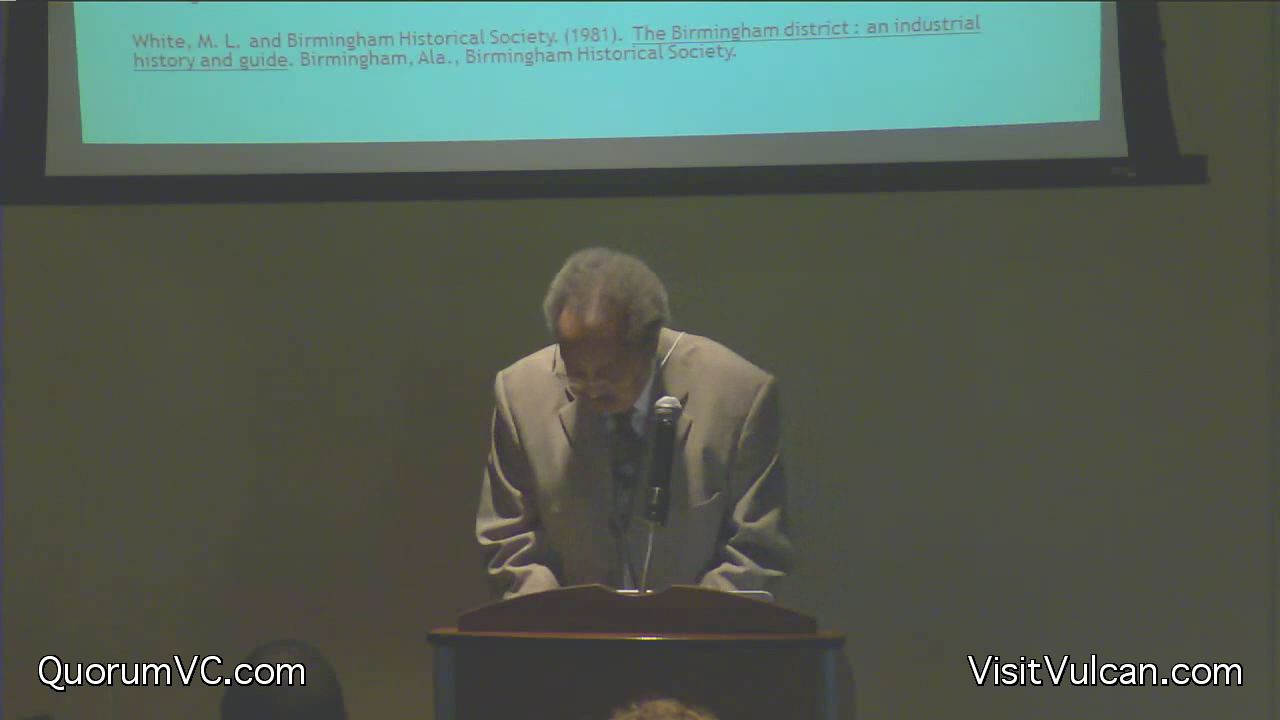 White, M. L. and Birmingham Historical Society. (1981). The Birmingham district : an industrial
history and guide. Birmingham, Ala., Birmingham Historical Society.
QuorumVC.com
VisitVulcan.com